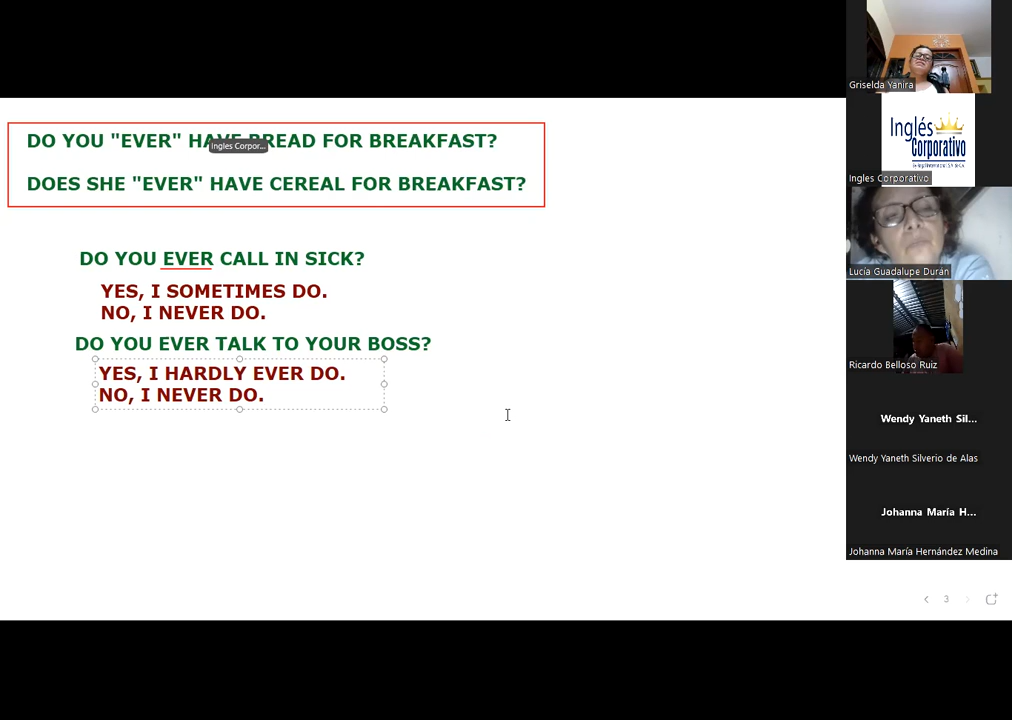 DO YOU "EVER" HAVE BREAD FOR BREAKFAST?
Ingles Corpor...
DOES SHE "EVER" HAVE CEREAL FOR BREAKFAST?
DO YOU EVER CALL IN SICK?
YES, I SOMETIMES DO.
NO, I NEVER DO.
DO YOU EVER TALK TO YOUR BOSS?
YES, I HARDLY EVER DO.
NO, I NEVER DO.
Griselda Yanira
Inglés
Corporativo
Ingles Corporativo
Lucía Guadalupe Durán
Ricardo Belloso Ruiz
Wendy Yaneth Sil...
Wendy Yaneth Silverio de Alas
Johanna María H...
Johanna María Hernández Medina
3